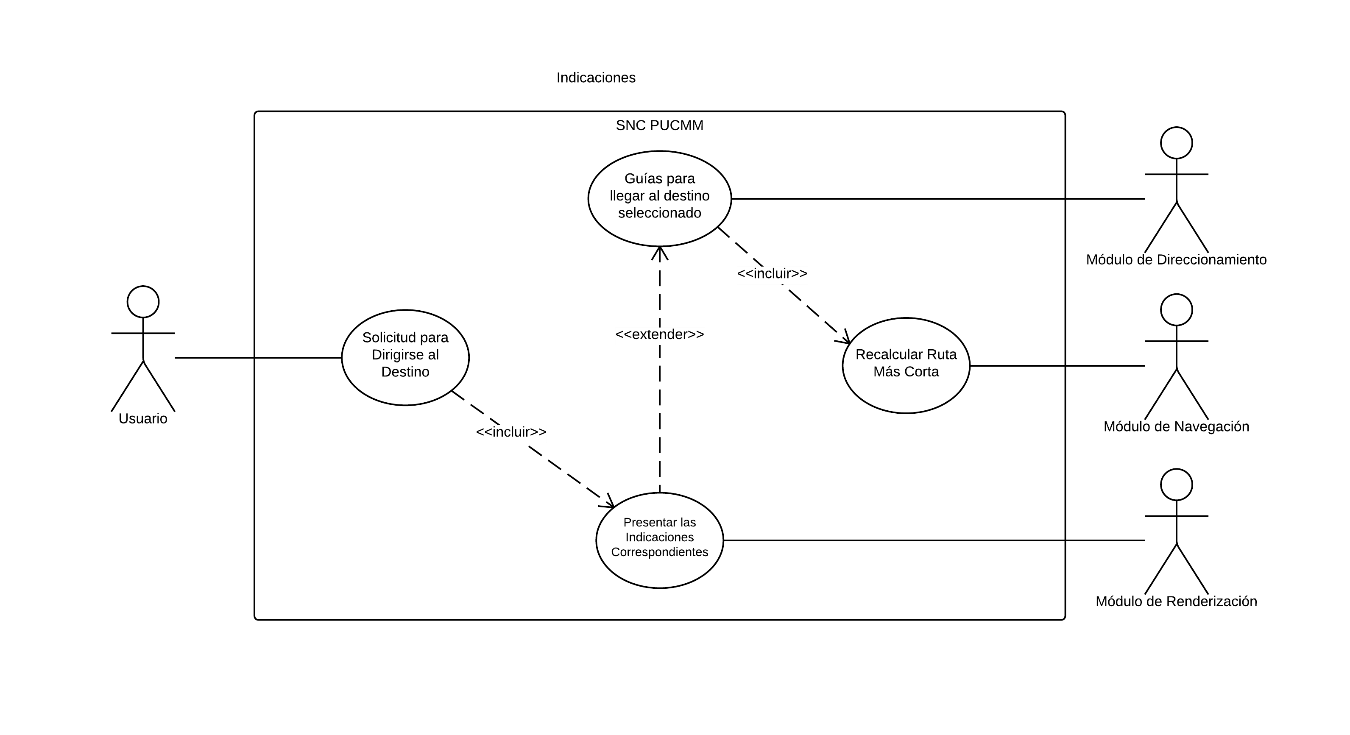 Indicaciones
SNC PUCMM
Guías para
llegar al destino
seleccionado
Módulo de Direccionamiento
<<incluir>>
<<extender>>
Solicitud para
Dirigirse al
Destino
Recalcular Ruta
Más Corta
Usuario
Módulo de Navegación
<<incluir>>
Presentar las
Indicaciones
Correspondientes
Módulo de Renderización